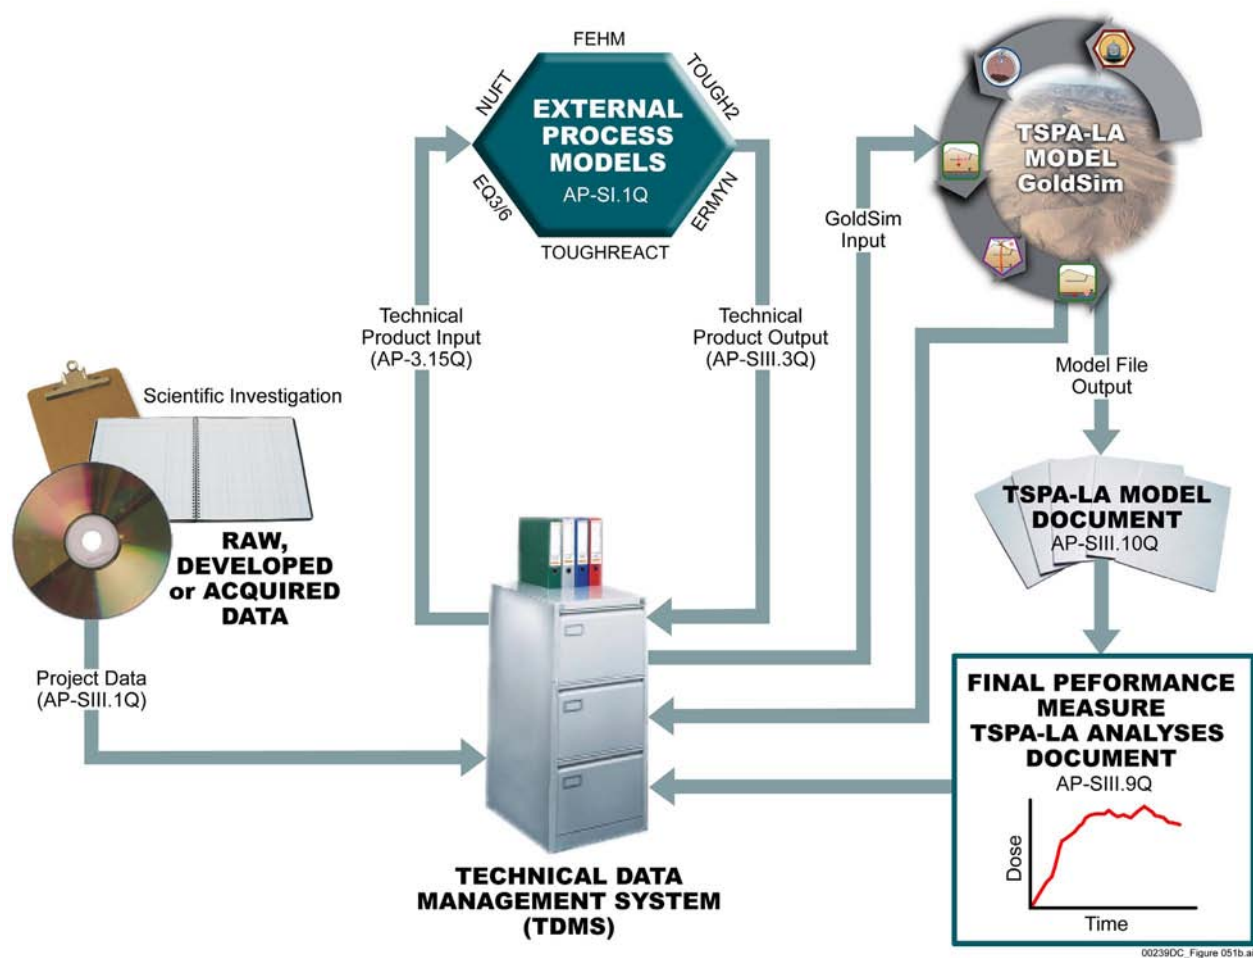 FEHM
NUFT
TOUGH2
EXTERNAL
PROCESS
MODELS
AP-SI.1Q
EQ3/6
ERMYN
TOUGHREACT
TSPA-LA
MODEL
GoldSim
GoldSim
Input
Technical
Product Input
(AP-3.15Q)
Technical
Product Output
(AP-SIII.3Q)
Model File
Output
Scientific Investigation
RAW,
DEVELOPED
or ACQUIRED
DATA
Project Data
(AP-SIII.1Q)
TSPA-LA MODEL
DOCUMENT
AP-SIII.10Q
FINAL PEFORMANCE
MEASURE
TSPA-LA ANALYSES
DOCUMENT
AP-SIII.9Q
Dose
Time
TECHNICAL DATA
MANAGEMENT SYSTEM
(TDMS)
00239DC_Figure 051b.a